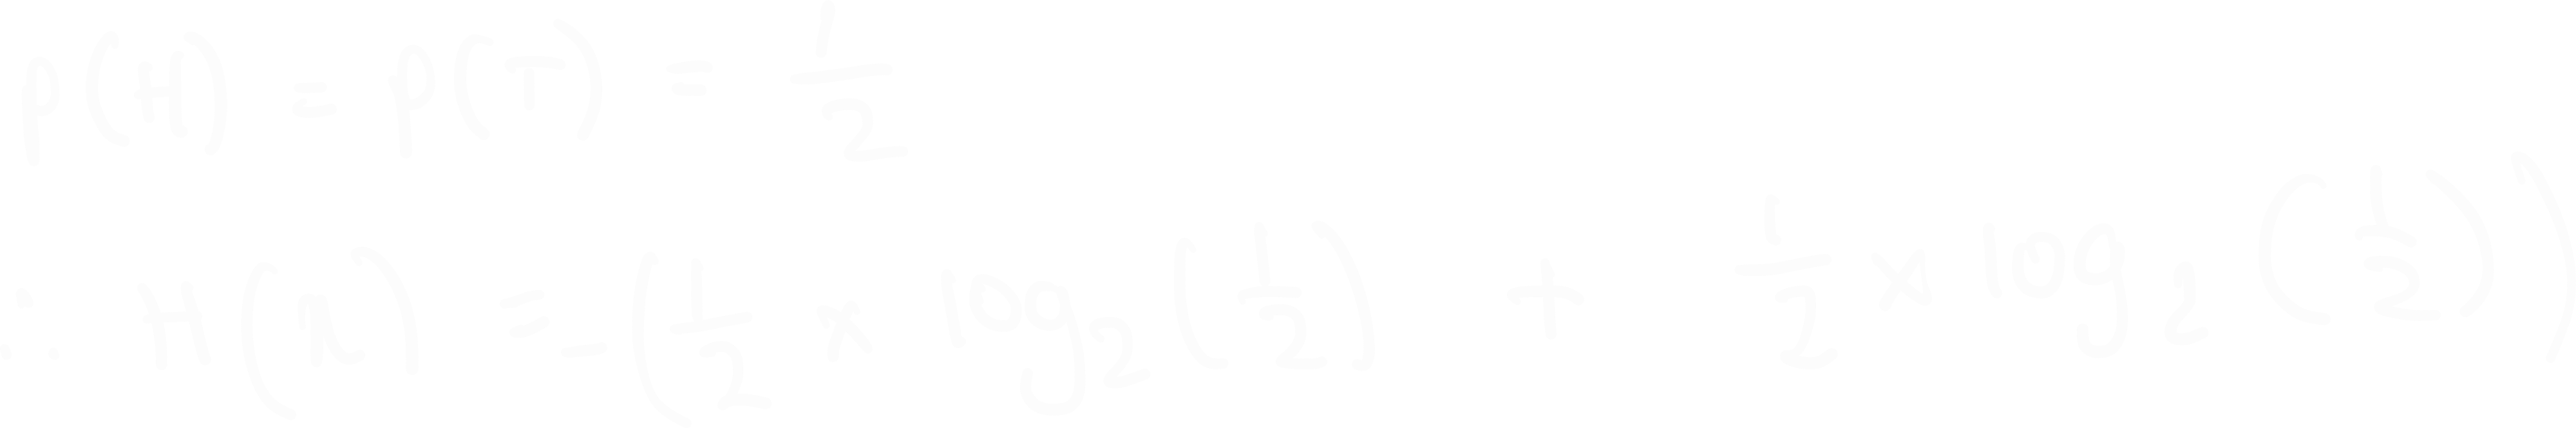 P(H) = P(T) = 1/2
∴ H(x) = -(1/2 × log₂(1/2) + 1/2 × log₂(1/2))